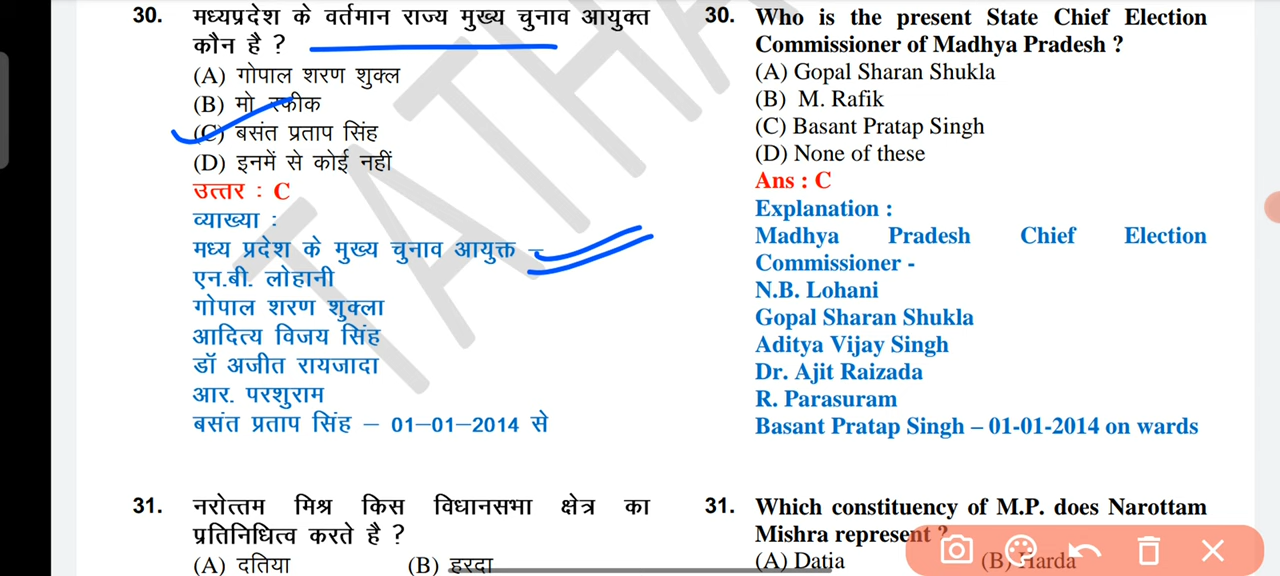 30. मध्यप्रदेश के वर्तमान राज्य मुख्य चुनाव आयुक्त
कौन है ?
(A) गोपाल शरण शुक्ल
(B) मो. रफीक
(C) बसंत प्रताप सिंह
(D) इनमें से कोई नहीं
उत्तर : C
व्याख्या :
मध्य प्रदेश के मुख्य चुनाव आयुक्त –
एन.बी. लोहानी
गोपाल शरण शुक्ला
आदित्य विजय सिंह
डॉ अजीत रायजादा
आर. परशुराम
बसंत प्रताप सिंह – 01–01–2014 से
31. नरोत्तम मिश्र किस विधानसभा क्षेत्र का
प्रतिनिधित्व करते है ?
(A) दतिया (B) हरदा
30. Who is the present State Chief Election
Commissioner of Madhya Pradesh ?
(A) Gopal Sharan Shukla
(B) M. Rafik
(C) Basant Pratap Singh
(D) None of these
Ans : C
Explanation :
Madhya Pradesh Chief Election
Commissioner -
N.B. Lohani
Gopal Sharan Shukla
Aditya Vijay Singh
Dr. Ajit Raizada
R. Parasuram
Basant Pratap Singh – 01-01-2014 on wards
31. Which constituency of M.P. does Narottam
Mishra represent ?
(A) Datia (B) Harda
TATHA